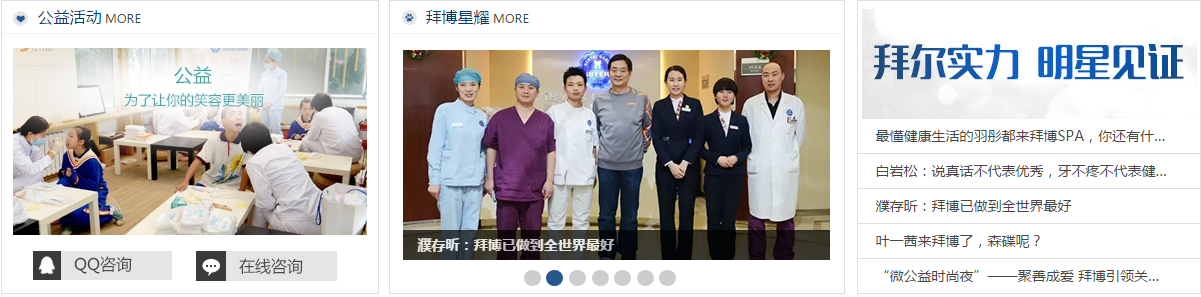 公益活动 MORE
公益
为了让你的笑容更美丽
QQ咨询
在线咨询
拜博星耀 MORE
濮存昕：拜博已做到全世界最好
拜尔实力 明星见证
最懂健康生活的羽彤都来拜博SPA，你还有什...
白岩松：说真话不代表优秀，牙不疼不代表健...
濮存昕：拜博已做到全世界最好
叶一茜来拜博了，森碟呢？
“微公益时尚夜”——聚善成爱 拜博引领关...